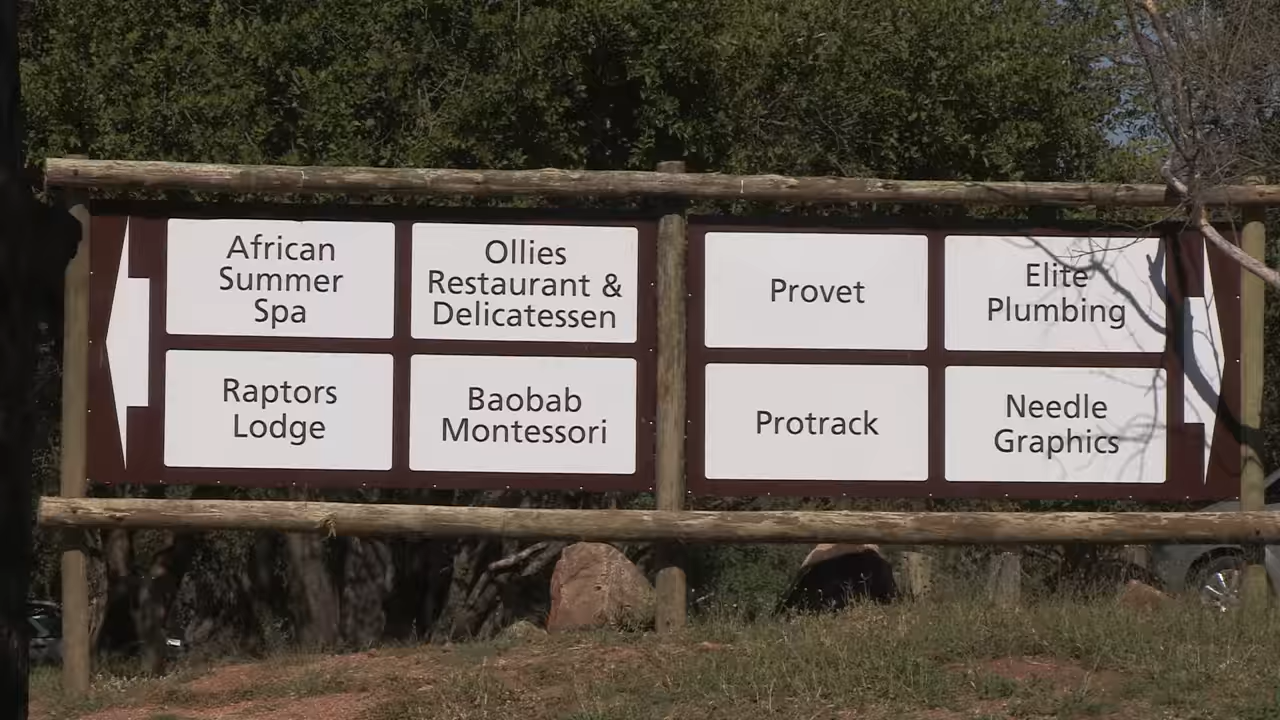 African
Summer
Spa
Ollies
Restaurant &
Delicatessen
Provet
Elite
Plumbing
Raptors
Lodge
Baobab
Montessori
Protrack
Needle
Graphics